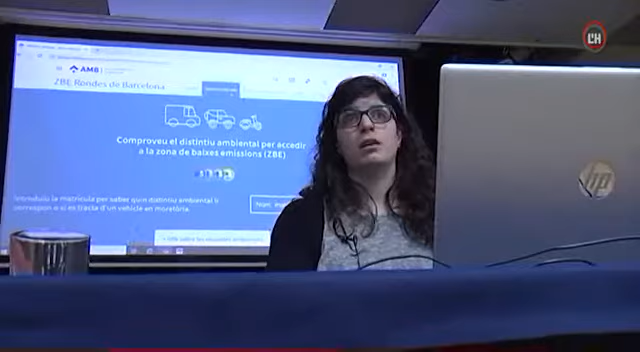 L'H
AMB
ZBE Rondes de Barcelona
Comproveu el distintiu ambiental per accedir
a la zona de baixes emissions (ZBE)
Introduïu la matrícula per saber quin distintiu ambiental li
correspon o si es tracta d'un vehicle en moratòria.
hp